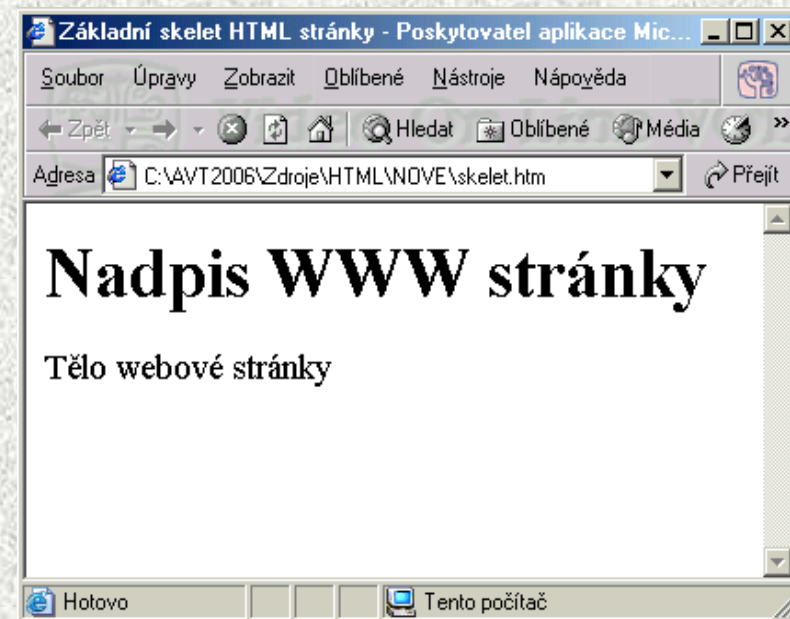 Základní skelet HTML stránky - Poskytovatel aplikace Mic...
Soubor Úpravy Zobrazit Oblíbené Nástroje Nápověda
Zpět Hledat Oblíbené Média »
Adresa C:\AVT2006\Zdroje\HTML\NOVE\skelet.htm Přejít
Nadpis WWW stránky
Tělo webové stránky
Hotovo Tento počítač